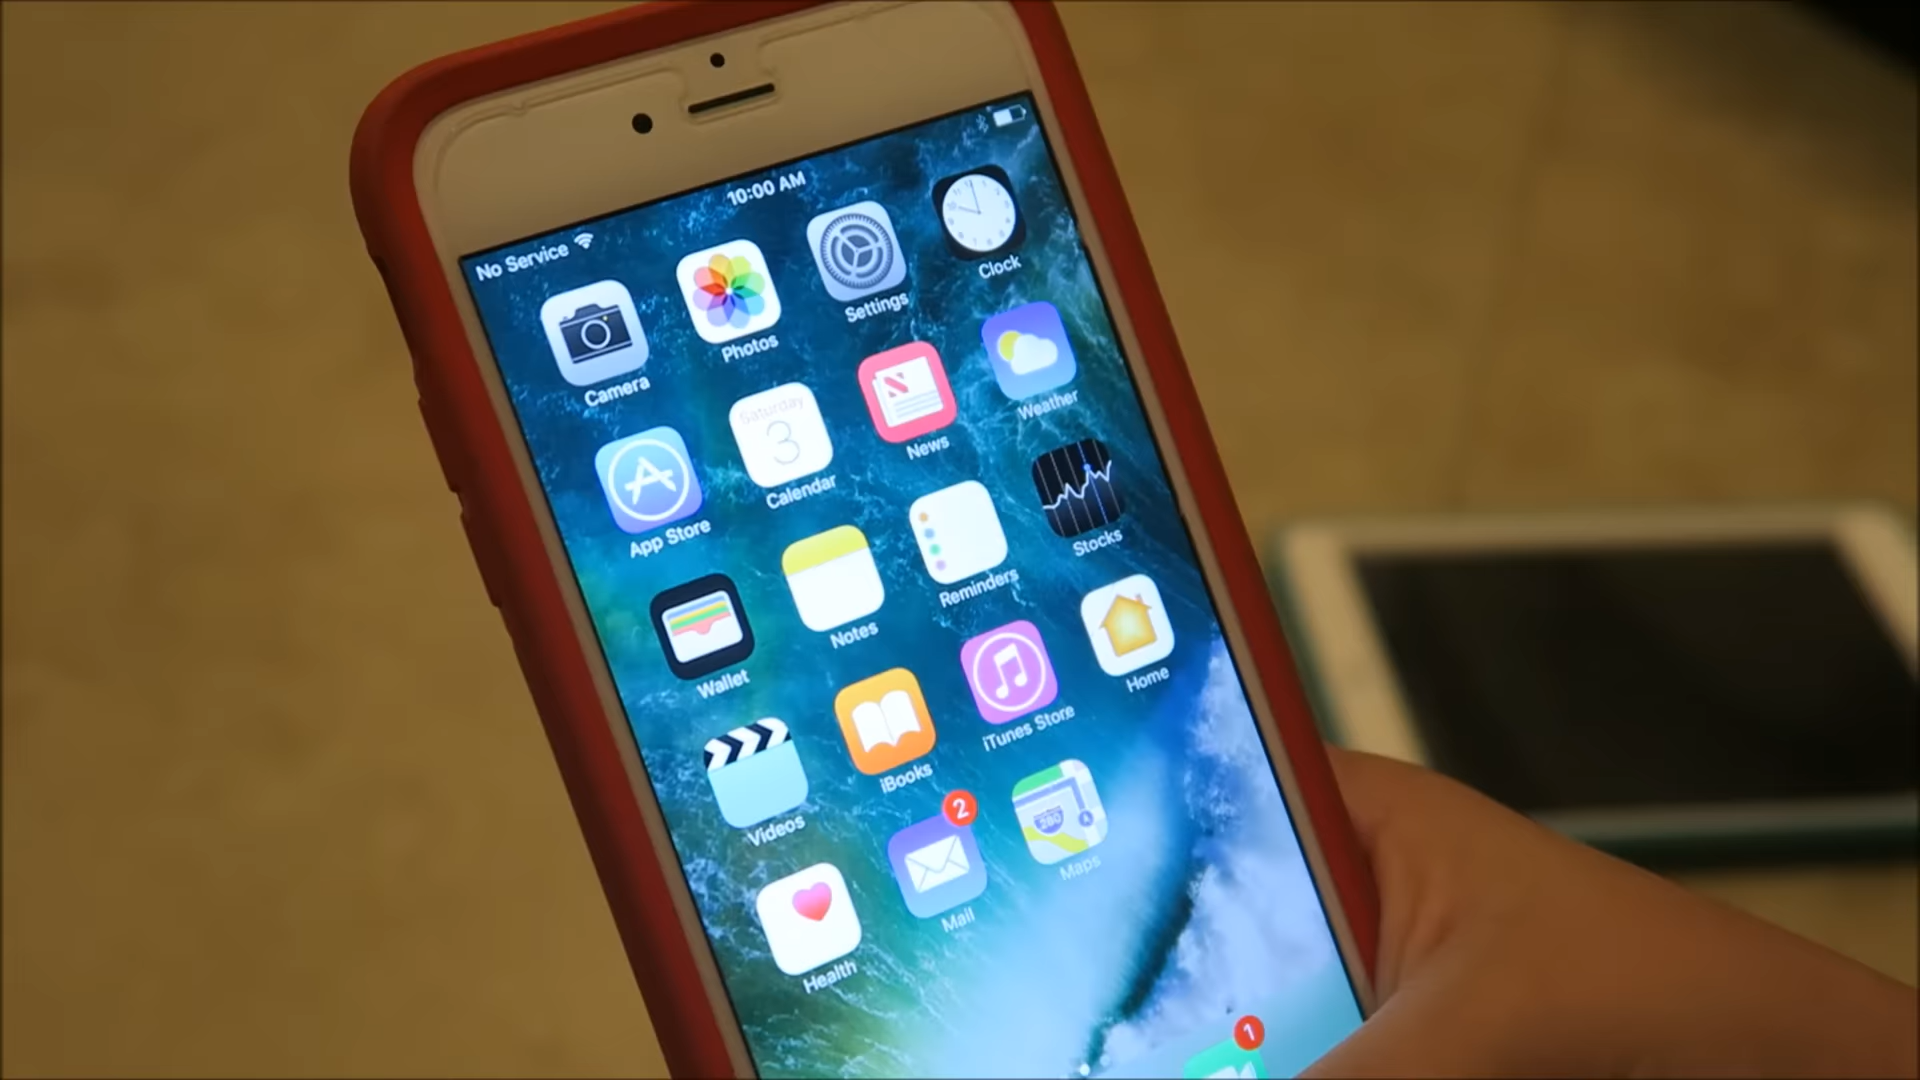 No Service 10:00 AM
Camera Photos Settings Clock
Saturday
3
App Store Calendar News Weather
Wallet Notes Reminders Stocks
Videos iBooks iTunes Store Home
2
280
Health Mail Maps
1